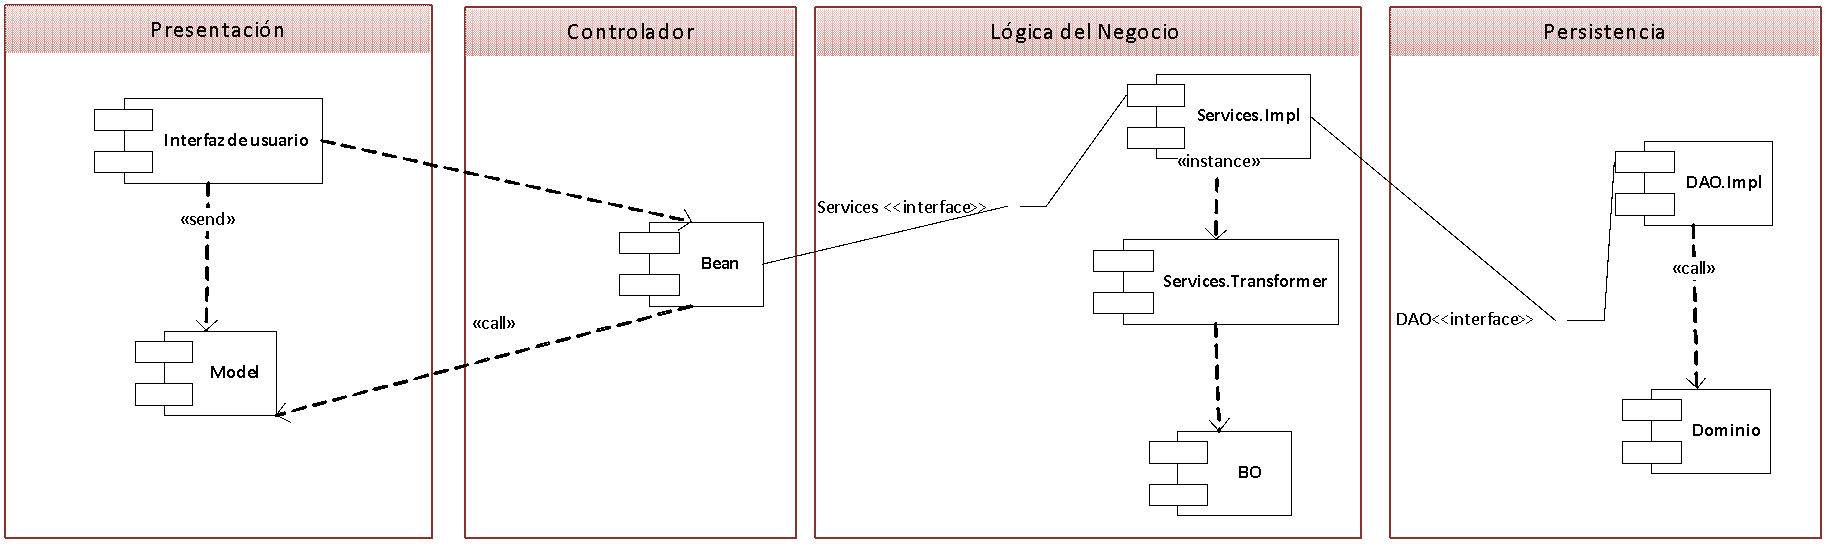 Presentación
Controlador
Lógica del Negocio
Persistencia
Interfaz de usuario
«send»
Model
Bean
«call»
Services <<interface>>
Services.Impl
«instance»
Services.Transformer
BO
DAO.Impl
«call»
DAO<<interface>>
Dominio